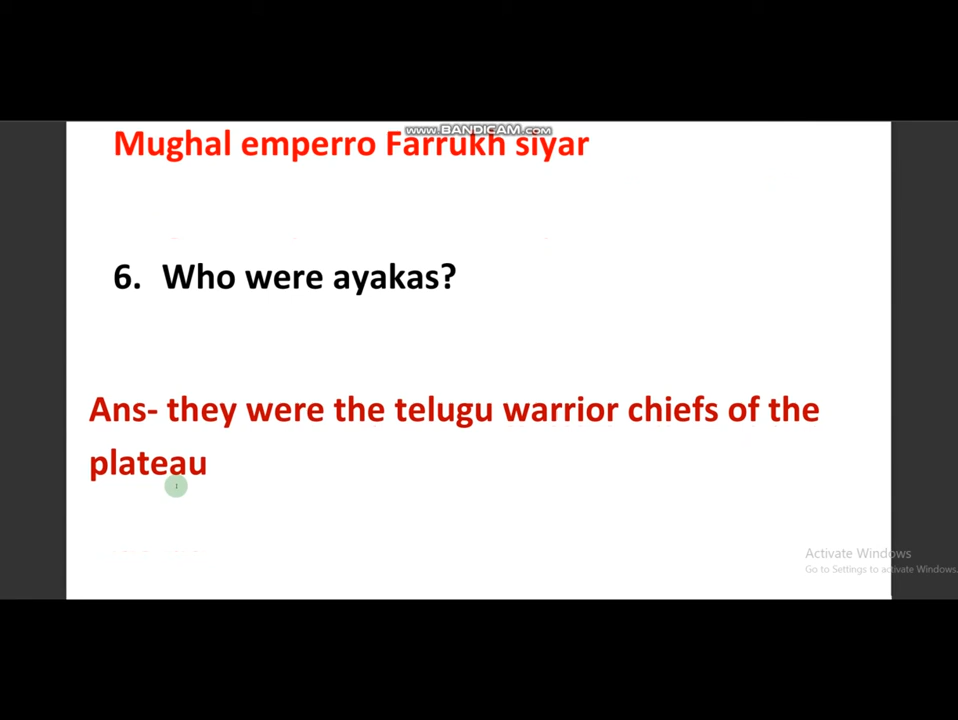 www.BANDICAM.com
Mughal emperro Farrukh siyar
6. Who were ayakas?
Ans- they were the telugu warrior chiefs of the
plateau
Activate Windows
Go to Settings to activate Windows.